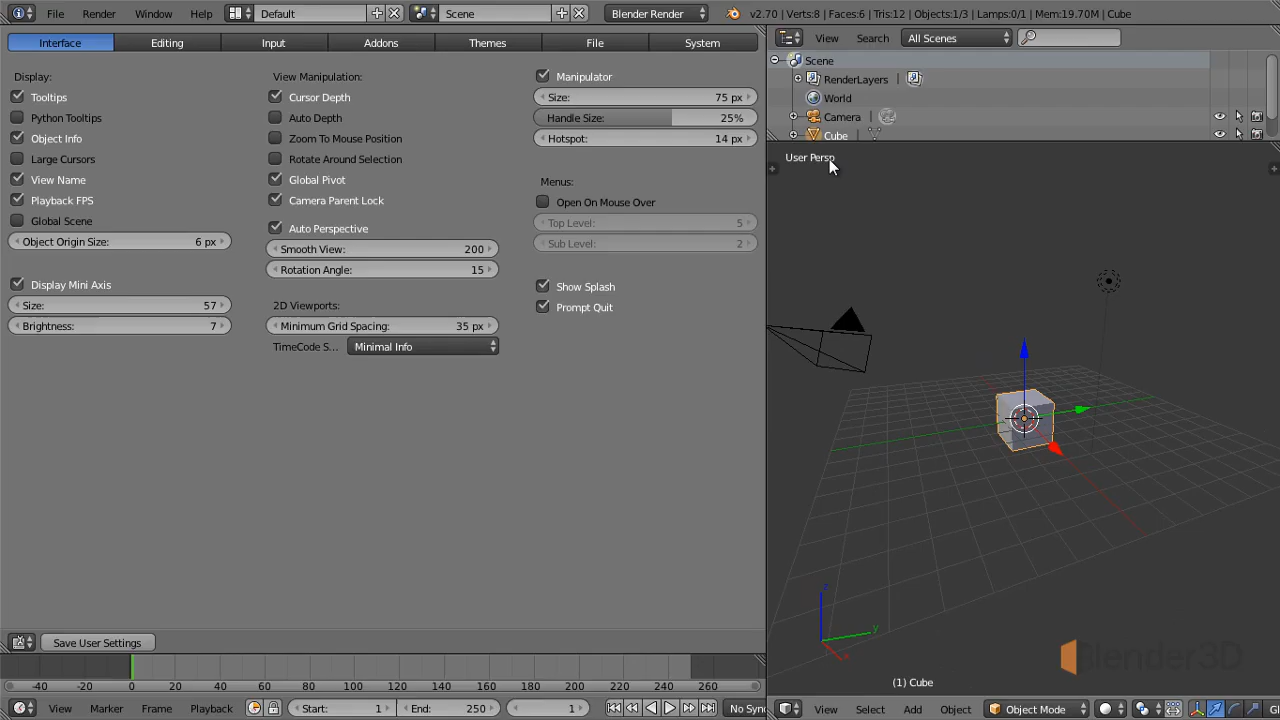 File Render Window Help Default Scene Blender Render v2.70 | Verts:8 | Faces:6 | Tris:12 | Objects:1/3 | Lamps:0/1 | Mem:19.70M | Cube
Interface Editing Input Addons Themes File System
Display:
Tooltips
Python Tooltips
Object Info
Large Cursors
View Name
Playback FPS
Global Scene
Object Origin Size: 6 px
Display Mini Axis
Size: 57
Brightness: 7
View Manipulation:
Cursor Depth
Auto Depth
Zoom To Mouse Position
Rotate Around Selection
Global Pivot
Camera Parent Lock
Auto Perspective
Smooth View: 200
Rotation Angle: 15
2D Viewports:
Minimum Grid Spacing: 35 px
TimeCode S... Minimal Info
Manipulator
Size: 75 px
Handle Size: 25%
Hotspot: 14 px
Menus:
Open On Mouse Over
Top Level: 5
Sub Level: 2
Show Splash
Prompt Quit
Save User Settings
-40 -20 0 20 40 60 80 100 120 140 160 180 200 220 240 260
View Marker Frame Playback Start: 1 End: 250 1 No Sync
View Search All Scenes
Scene
RenderLayers
World
Camera
Cube
User Persp
z
y
x
Blender3D
(1) Cube
View Select Add Object Object Mode Gl